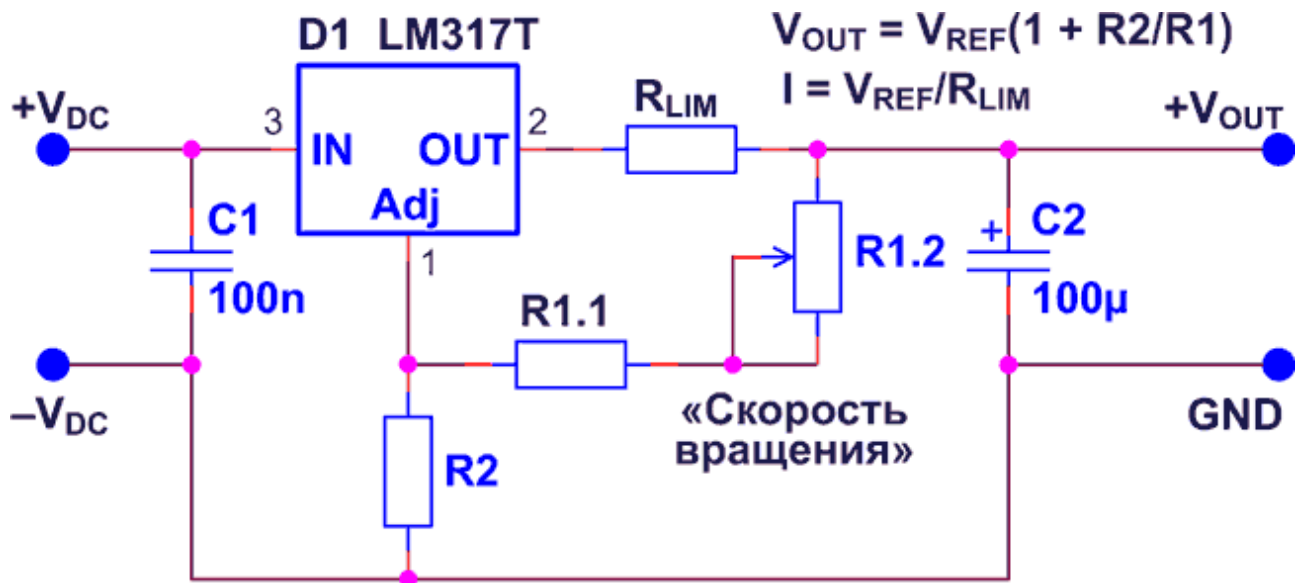 D1 LM317T
V_OUT = V_REF(1 + R2/R1)
I = V_REF/R_LIM
+V_DC
3
IN
OUT
Adj
2
R_LIM
+V_OUT
C1
100n
1
R1.1
R1.2
+
C2
100µ
–V_DC
R2
«Скорость
вращения»
GND